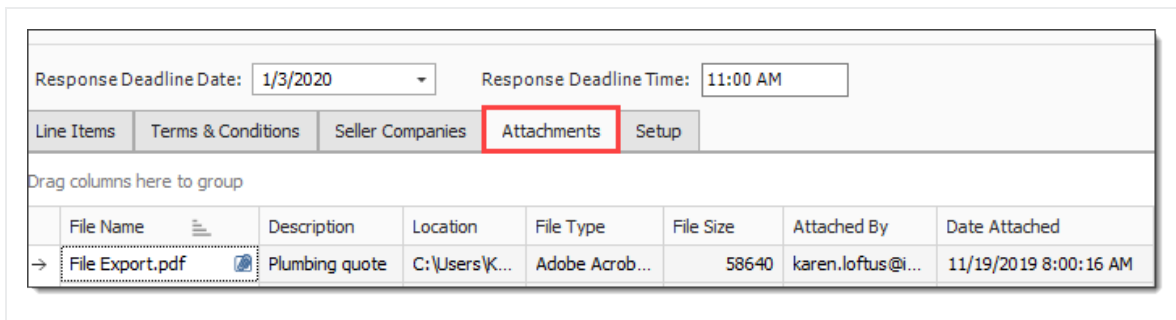 Response Deadline Date: 1/3/2020 Response Deadline Time: 11:00 AM
Line Items Terms & Conditions Seller Companies Attachments Setup
Drag columns here to group
File Name Description Location File Type File Size Attached By Date Attached
File Export.pdf Plumbing quote C:\Users\K... Adobe Acrob... 58640 karen.loftus@i... 11/19/2019 8:00:16 AM